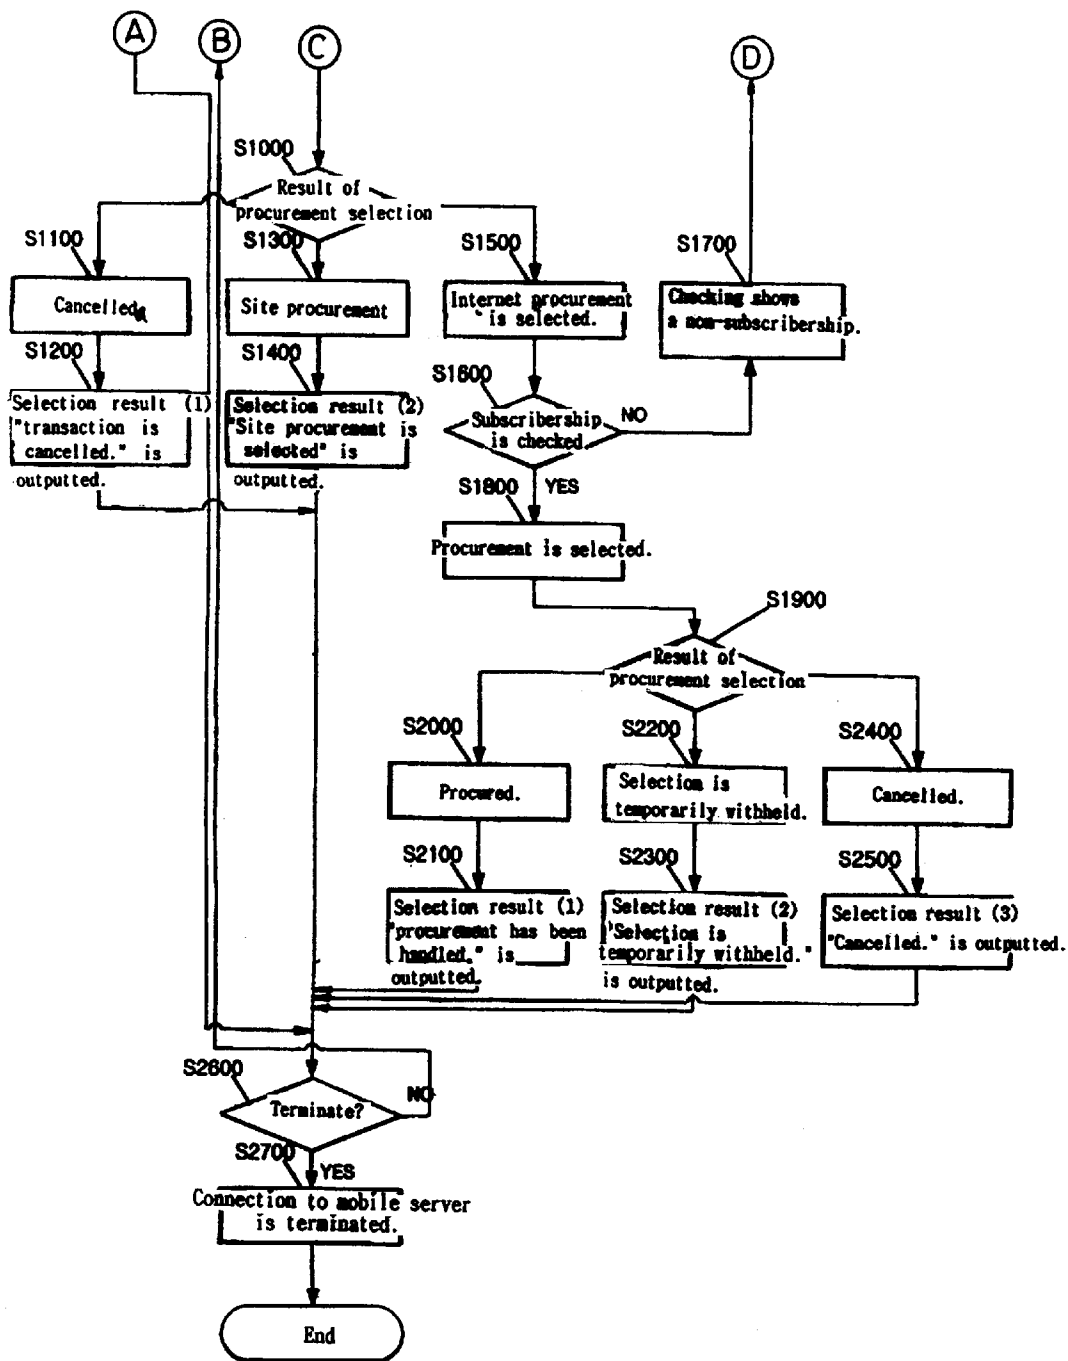 A
B
C
D
S1000
Result of
procurement selection
S1100
Cancelled.
S1200
Selection result (1)
"transaction is
cancelled." is
outputted.
S1300
Site procurement
S1400
Selection result (2)
"Site procurement is
selected" is
outputted.
S1500
Internet procurement
is selected.
S1600
Subscribership
is checked
NO
YES
S1700
Checking shows
a non-subscribership.
S1800
Procurement is selected.
S1900
Result of
procurement selection
S2000
Procured.
S2100
Selection result (1)
"procurement has been
handled." is
outputted.
S2200
Selection is
temporarily withheld.
S2300
Selection result (2)
"Selection is
temporarily withheld."
is outputted.
S2400
Cancelled.
S2500
Selection result (3)
"Cancelled." is outputted.
S2600
Terminate?
NO
YES
S2700
Connection to mobile server
is terminated.
End